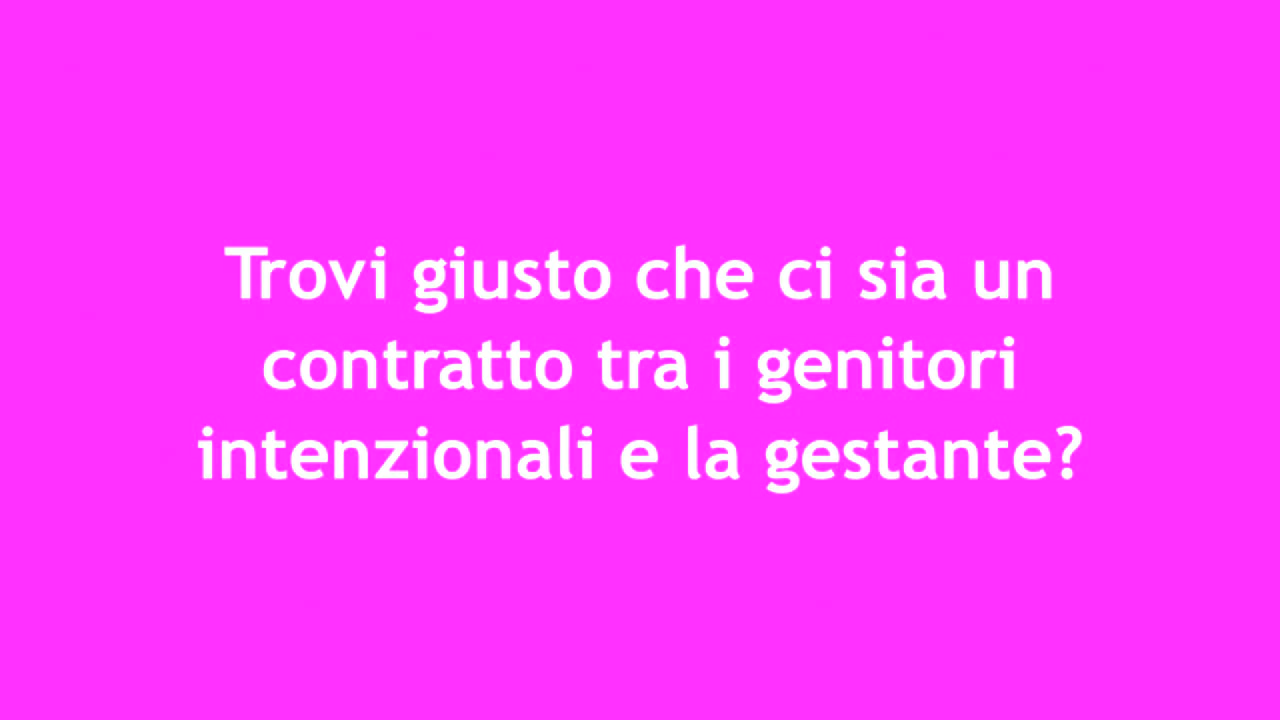 Trovi giusto che ci sia un
contratto tra i genitori
intenzionali e la gestante?